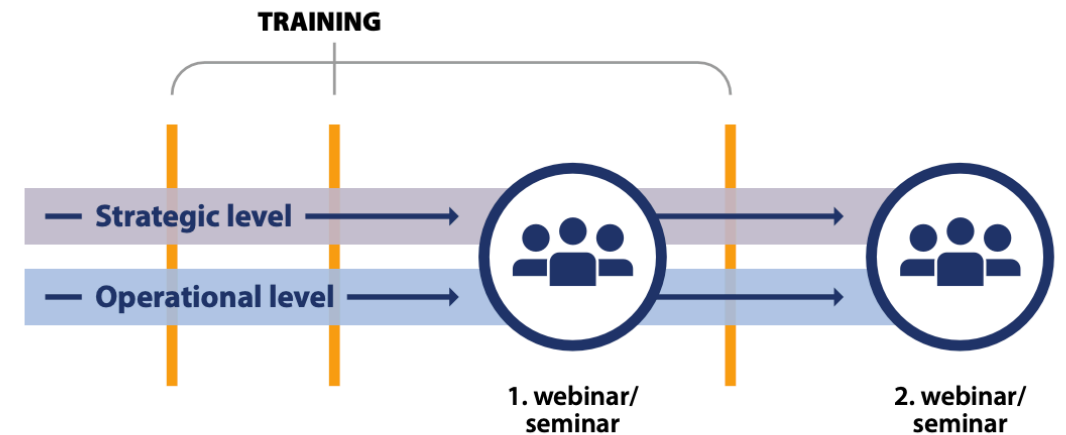 TRAINING
Strategic level
Operational level
1. webinar/
seminar
2. webinar/
seminar